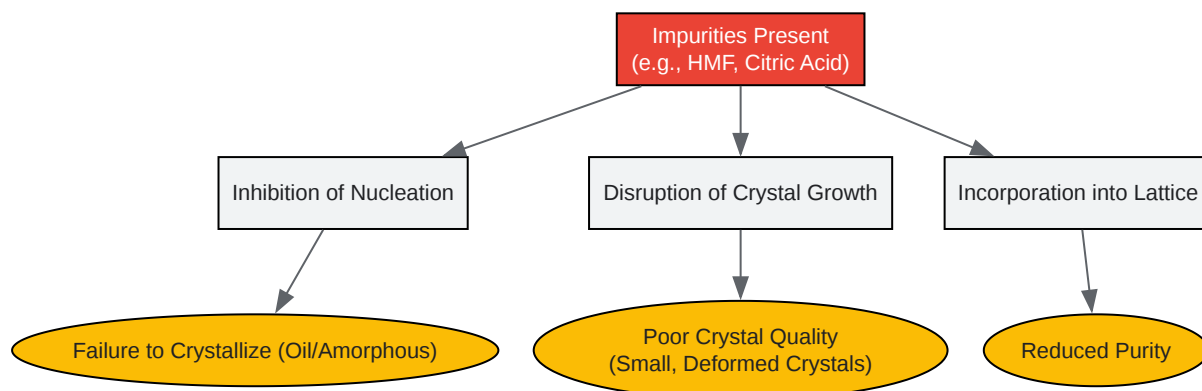 Impurities Present
(e.g., HMF, Citric Acid)
Inhibition of Nucleation
Disruption of Crystal Growth
Incorporation into Lattice
Failure to Crystallize (Oil/Amorphous)
Poor Crystal Quality
(Small, Deformed Crystals)
Reduced Purity